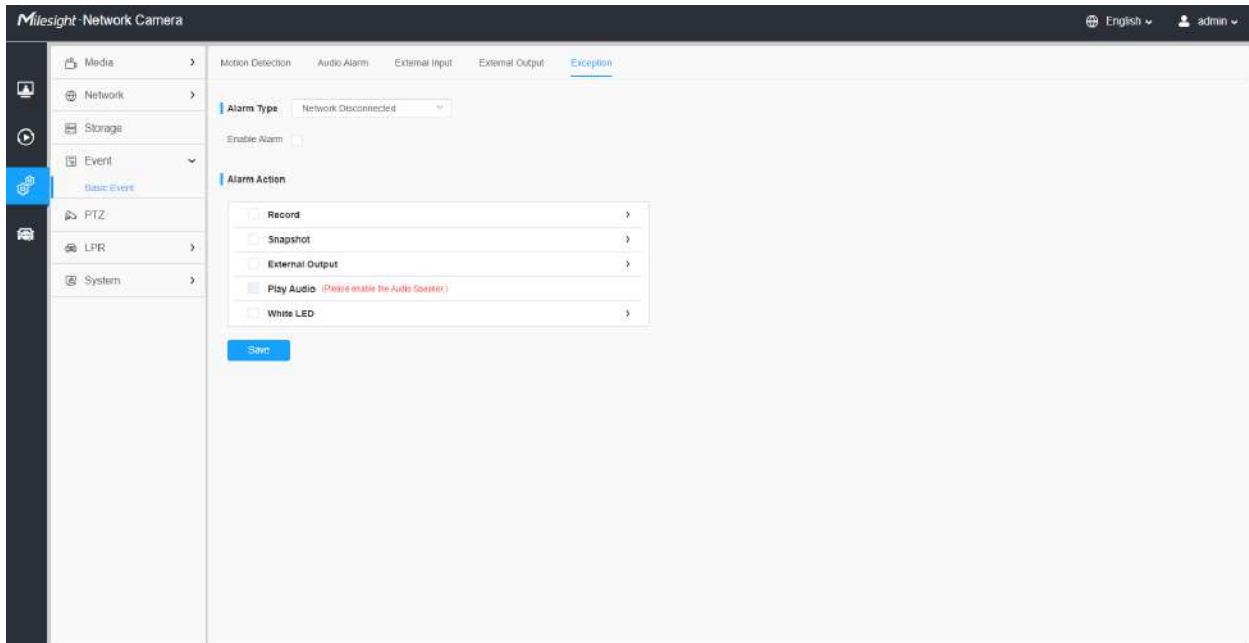 Milesight-Network Camera
English
admin
Media
Network
Storage
Event
Basic Event
PTZ
LPR
System
Motion Detection
Audio Alarm
External Input
External Output
Exception
Alarm Type
Network Disconnected
Enable Alarm
Alarm Action
Record
Snapshot
External Output
Play Audio (Please enable the Audio Speaker.)
White LED
Save